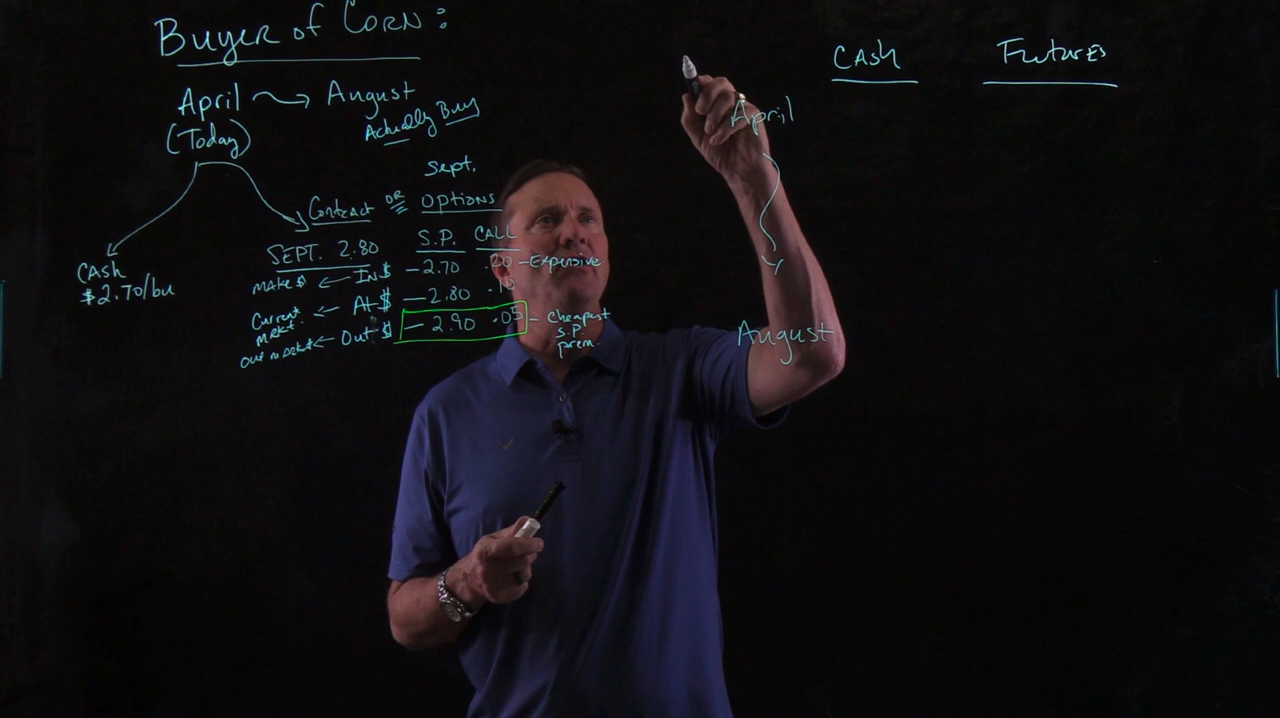 Buyer of Corn:
April → August
(Today)
Actually Buy
Sept.
Contract OR Options
SEPT. 2.80
S.P. CALL
CASH
$2.70/bu
MAKE $ ← IN $ — 2.70 .20 — Expensive
Current ← At $ — 2.80
mrkt.
← Out $ — 2.90 .05 — Cheapest
S.P.
prem.
CASH Futures
April
August